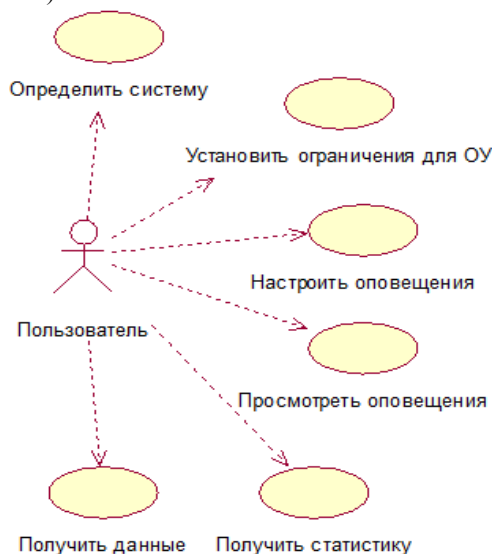 Определить систему
Установить ограничения для ОУ
Настроить оповещения
Пользователь
Просмотреть оповещения
Получить данные
Получить статистику